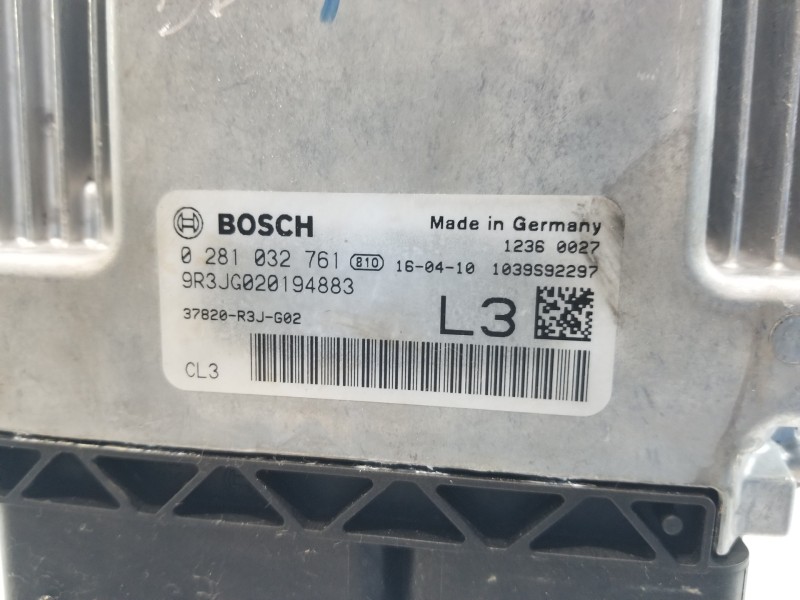 BOSCH
Made in Germany
1236 0027
0 281 032 761 810 16-04-10 1039S92297
9R3JG020194883
37820-R3J-G02
L3
CL3